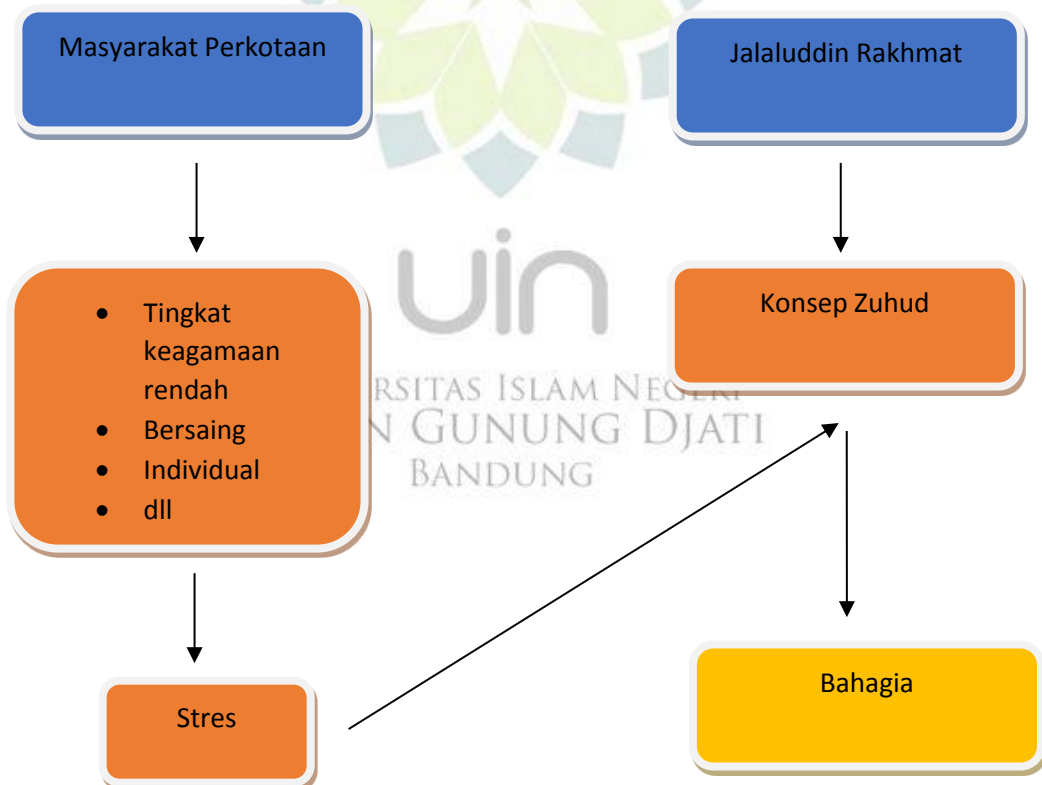 Masyarakat Perkotaan
Jalaluddin Rakhmat
uin
Konsep Zuhud
• Tingkat
keagamaan
rendah
• Bersaing
• Individual
• dll
RSITAS ISLAM NEGERI
N GUNUNG DJATI
BANDUNG
Stres
Bahagia